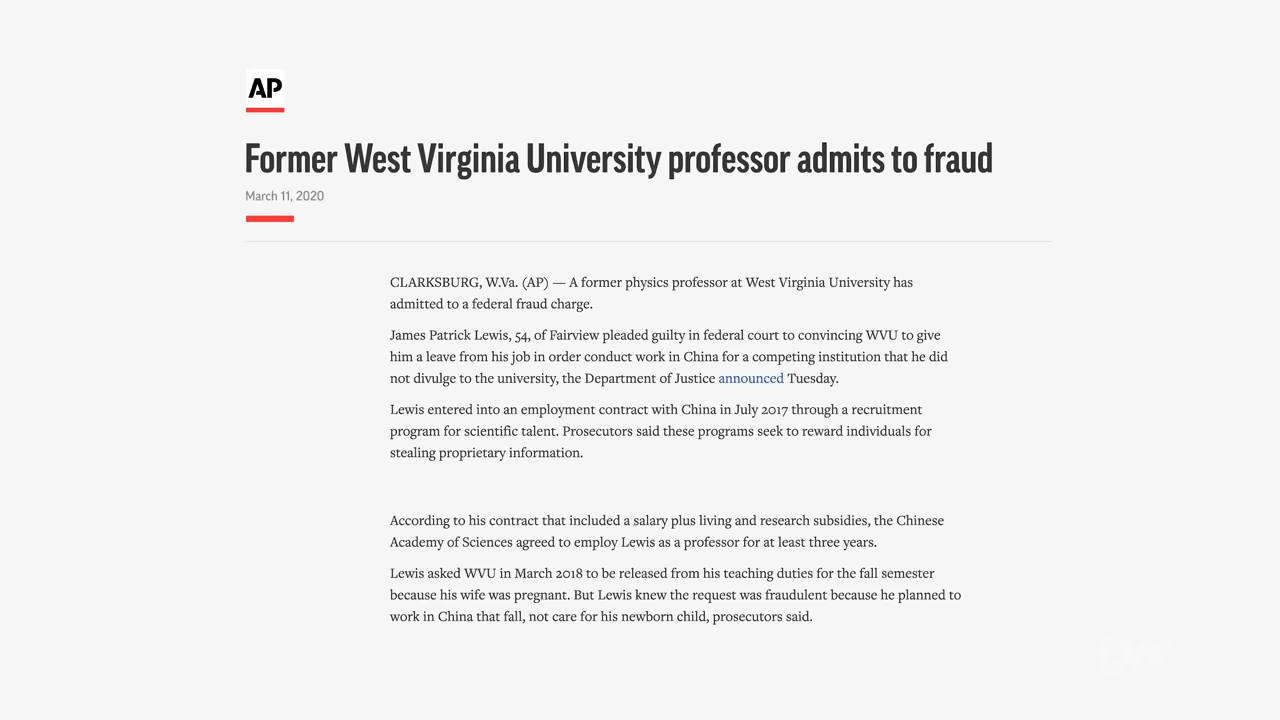 AP
Former West Virginia University professor admits to fraud
March 11, 2020
CLARKSBURG, W.Va. (AP) — A former physics professor at West Virginia University has
admitted to a federal fraud charge.
James Patrick Lewis, 54, of Fairview pleaded guilty in federal court to convincing WVU to give
him a leave from his job in order conduct work in China for a competing institution that he did
not divulge to the university, the Department of Justice announced Tuesday.
Lewis entered into an employment contract with China in July 2017 through a recruitment
program for scientific talent. Prosecutors said these programs seek to reward individuals for
stealing proprietary information.
According to his contract that included a salary plus living and research subsidies, the Chinese
Academy of Sciences agreed to employ Lewis as a professor for at least three years.
Lewis asked WVU in March 2018 to be released from his teaching duties for the fall semester
because his wife was pregnant. But Lewis knew the request was fraudulent because he planned to
work in China that fall, not care for his newborn child, prosecutors said.